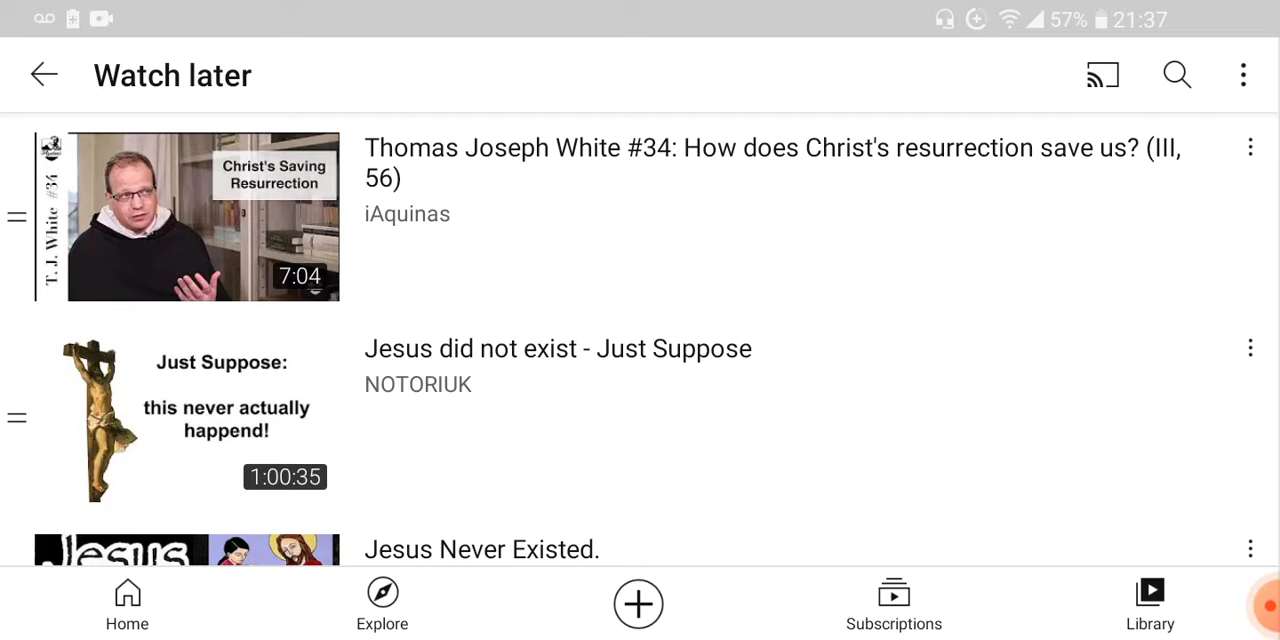 57% 21:37
Watch later
T. J. White #34
Christ's Saving
Resurrection
7:04
Thomas Joseph White #34: How does Christ's resurrection save us? (III,
56)
iAquinas
Just Suppose:
this never actually
happend!
1:00:35
Jesus did not exist - Just Suppose
NOTORIUK
Jesus
Jesus Never Existed.
Home
Explore
Subscriptions
Library